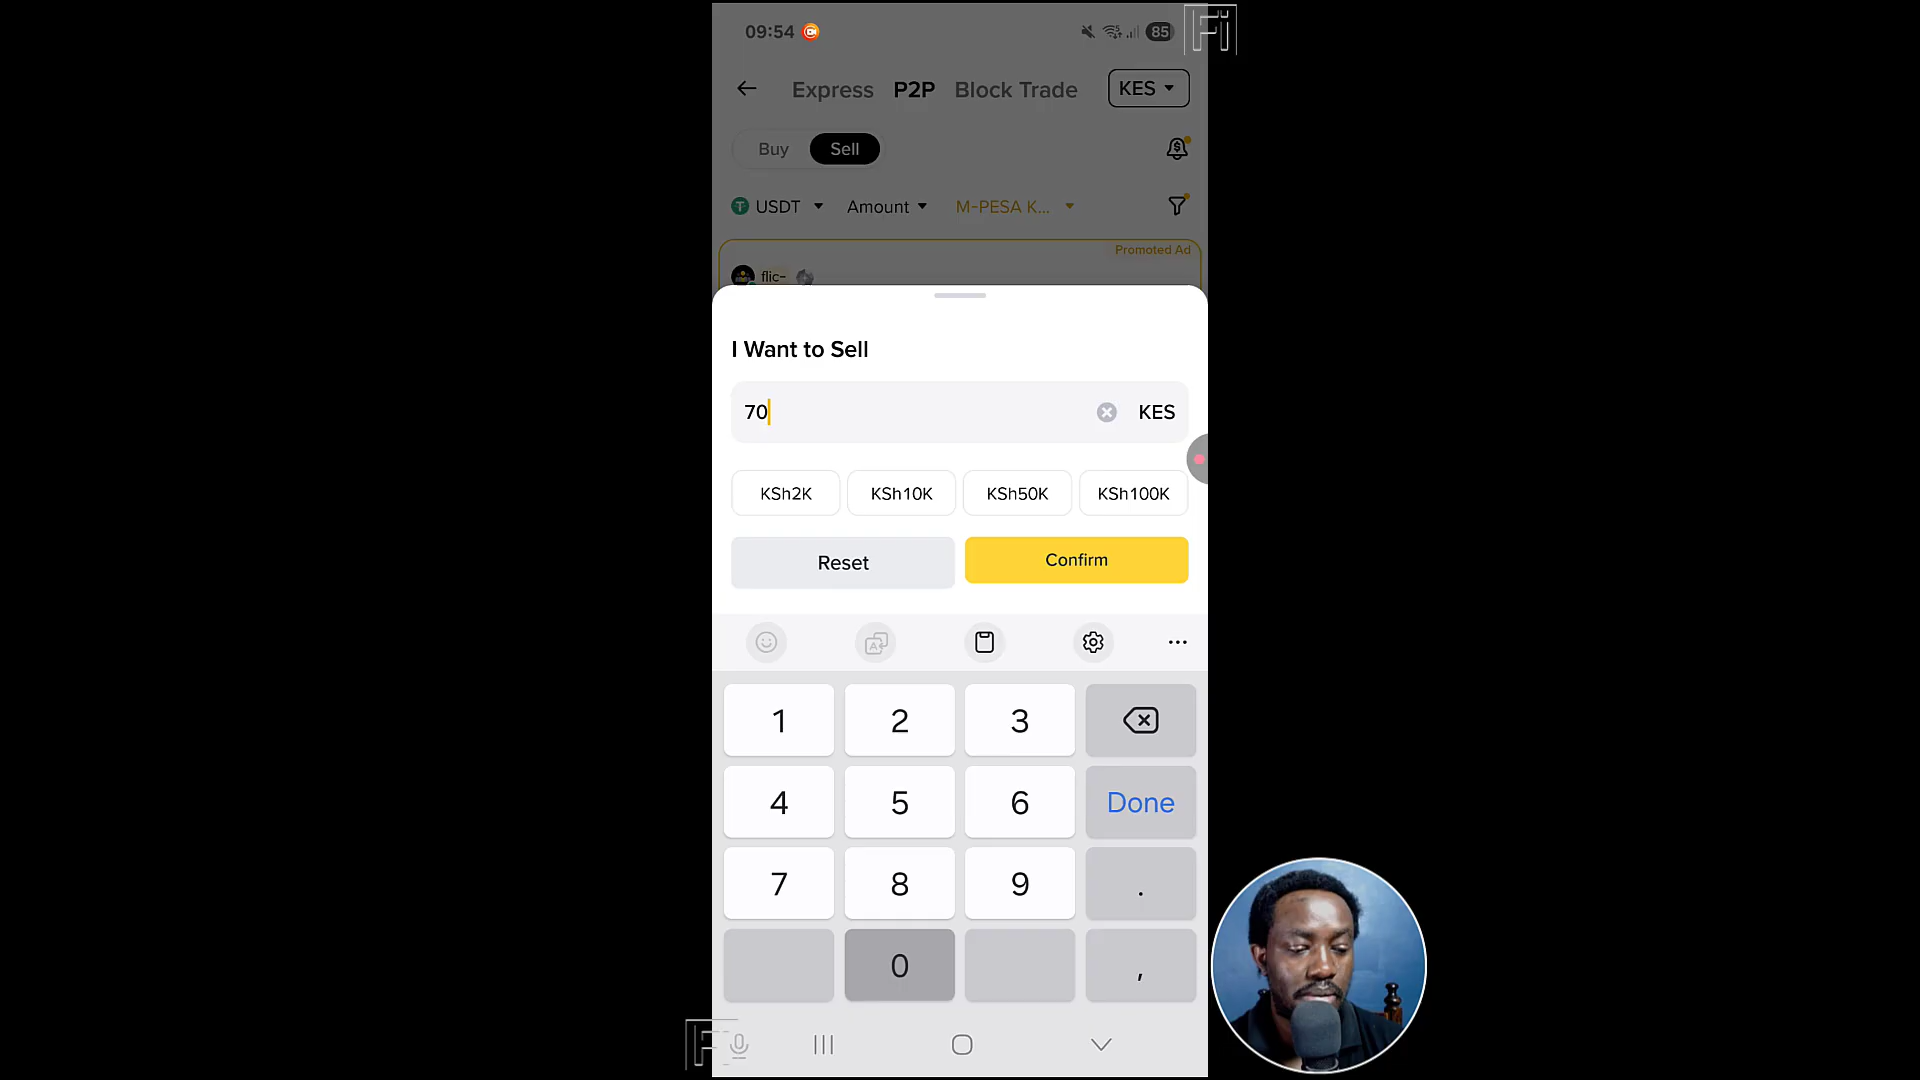 09:54
85
Fi
Express P2P Block Trade KES
Buy Sell
USDT Amount M-PESA K...
Promoted Ad
flic-
I Want to Sell
70 KES
KSh2K KSh10K KSh50K KSh100K
Reset Confirm
1 2 3
4 5 6 Done
7 8 9 .
0 ,
F